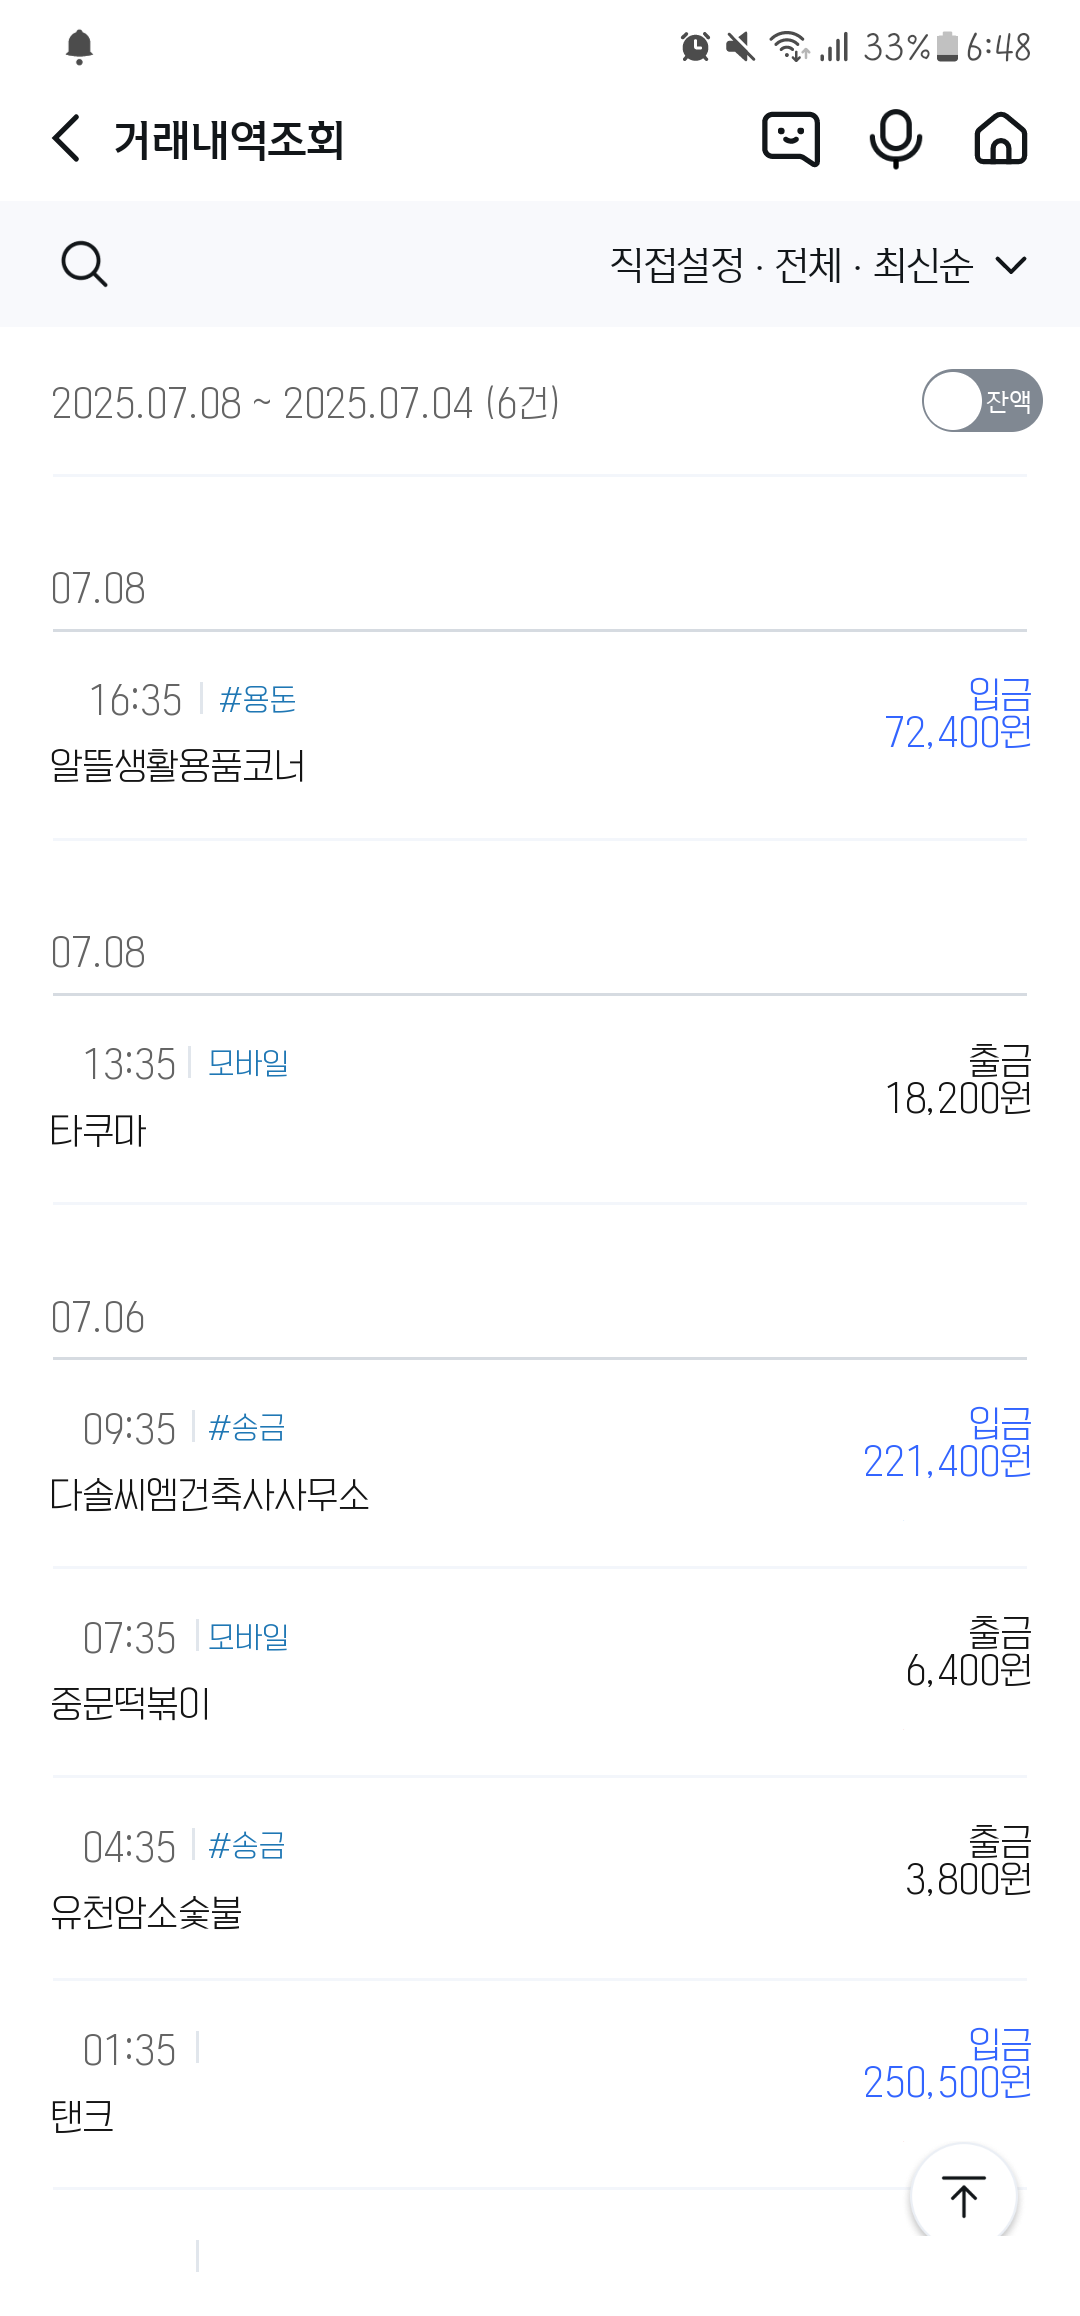 33% 6:48
거래내역조회
직접설정 · 전체 · 최신순
2025.07.08 ~ 2025.07.04 (6건)
잔액
07.08
16:35 #용돈
입금
72,400원
알뜰생활용품코너
07.08
13:35 모바일
출금
18,200원
타쿠마
07.06
09:35 #송금
입금
221,400원
다솔씨엠건축사사무소
07:35 모바일
출금
6,400원
중문떡볶이
04:35 #송금
출금
3,800원
유천암소숯불
01:35
입금
250,500원
탠크